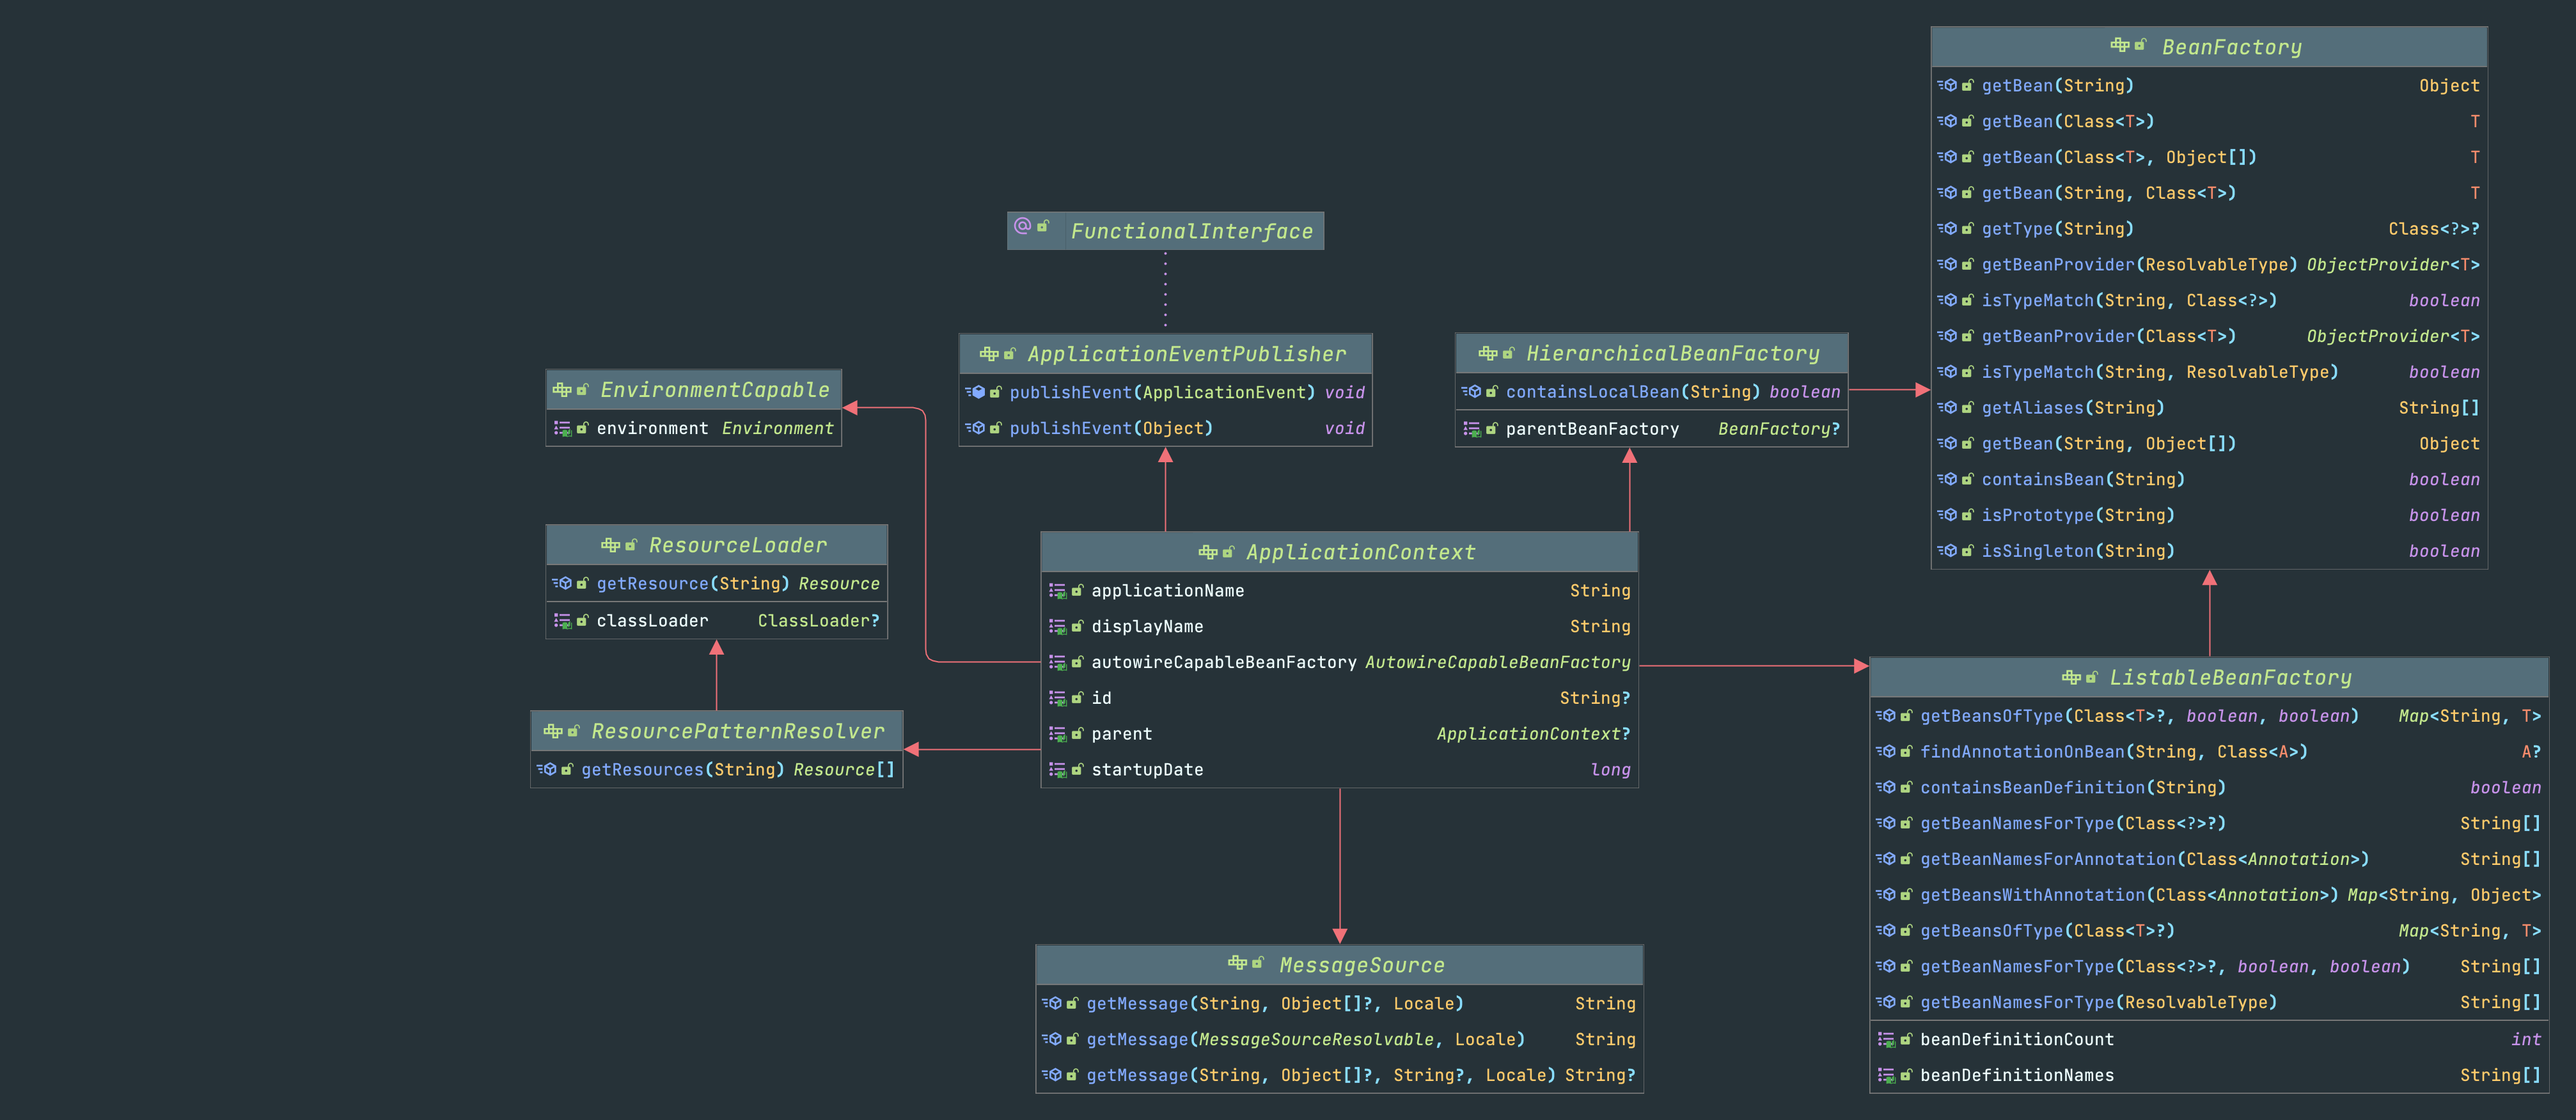 BeanFactory
getBean(String) Object
getBean(Class<T>) T
getBean(Class<T>, Object[]) T
getBean(String, Class<T>) T
getType(String) Class<?>?
getBeanProvider(ResolvableType) ObjectProvider<T>
isTypeMatch(String, Class<?>) boolean
getBeanProvider(Class<T>) ObjectProvider<T>
isTypeMatch(String, ResolvableType) boolean
getAliases(String) String[]
getBean(String, Object[]) Object
containsBean(String) boolean
isPrototype(String) boolean
isSingleton(String) boolean
@ FunctionalInterface
ApplicationEventPublisher
publishEvent(ApplicationEvent) void
publishEvent(Object) void
HierarchicalBeanFactory
containsLocalBean(String) boolean
parentBeanFactory BeanFactory?
EnvironmentCapable
environment Environment
ResourceLoader
getResource(String) Resource
classLoader ClassLoader?
ResourcePatternResolver
getResources(String) Resource[]
ApplicationContext
applicationName String
displayName String
autowireCapableBeanFactory AutowireCapableBeanFactory
id String?
parent ApplicationContext?
startupDate long
ListableBeanFactory
getBeansOfType(Class<T>?, boolean, boolean) Map<String, T>
findAnnotationOnBean(String, Class<A>) A?
containsBeanDefinition(String) boolean
getBeanNamesForType(Class<?>?) String[]
getBeanNamesForAnnotation(Class<Annotation>) String[]
getBeansWithAnnotation(Class<Annotation>) Map<String, Object>
getBeansOfType(Class<T>?) Map<String, T>
getBeanNamesForType(Class<?>?, boolean, boolean) String[]
getBeanNamesForType(ResolvableType) String[]
beanDefinitionCount int
beanDefinitionNames String[]
MessageSource
getMessage(String, Object[]?, Locale) String
getMessage(MessageSourceResolvable, Locale) String
getMessage(String, Object[]?, String?, Locale) String?